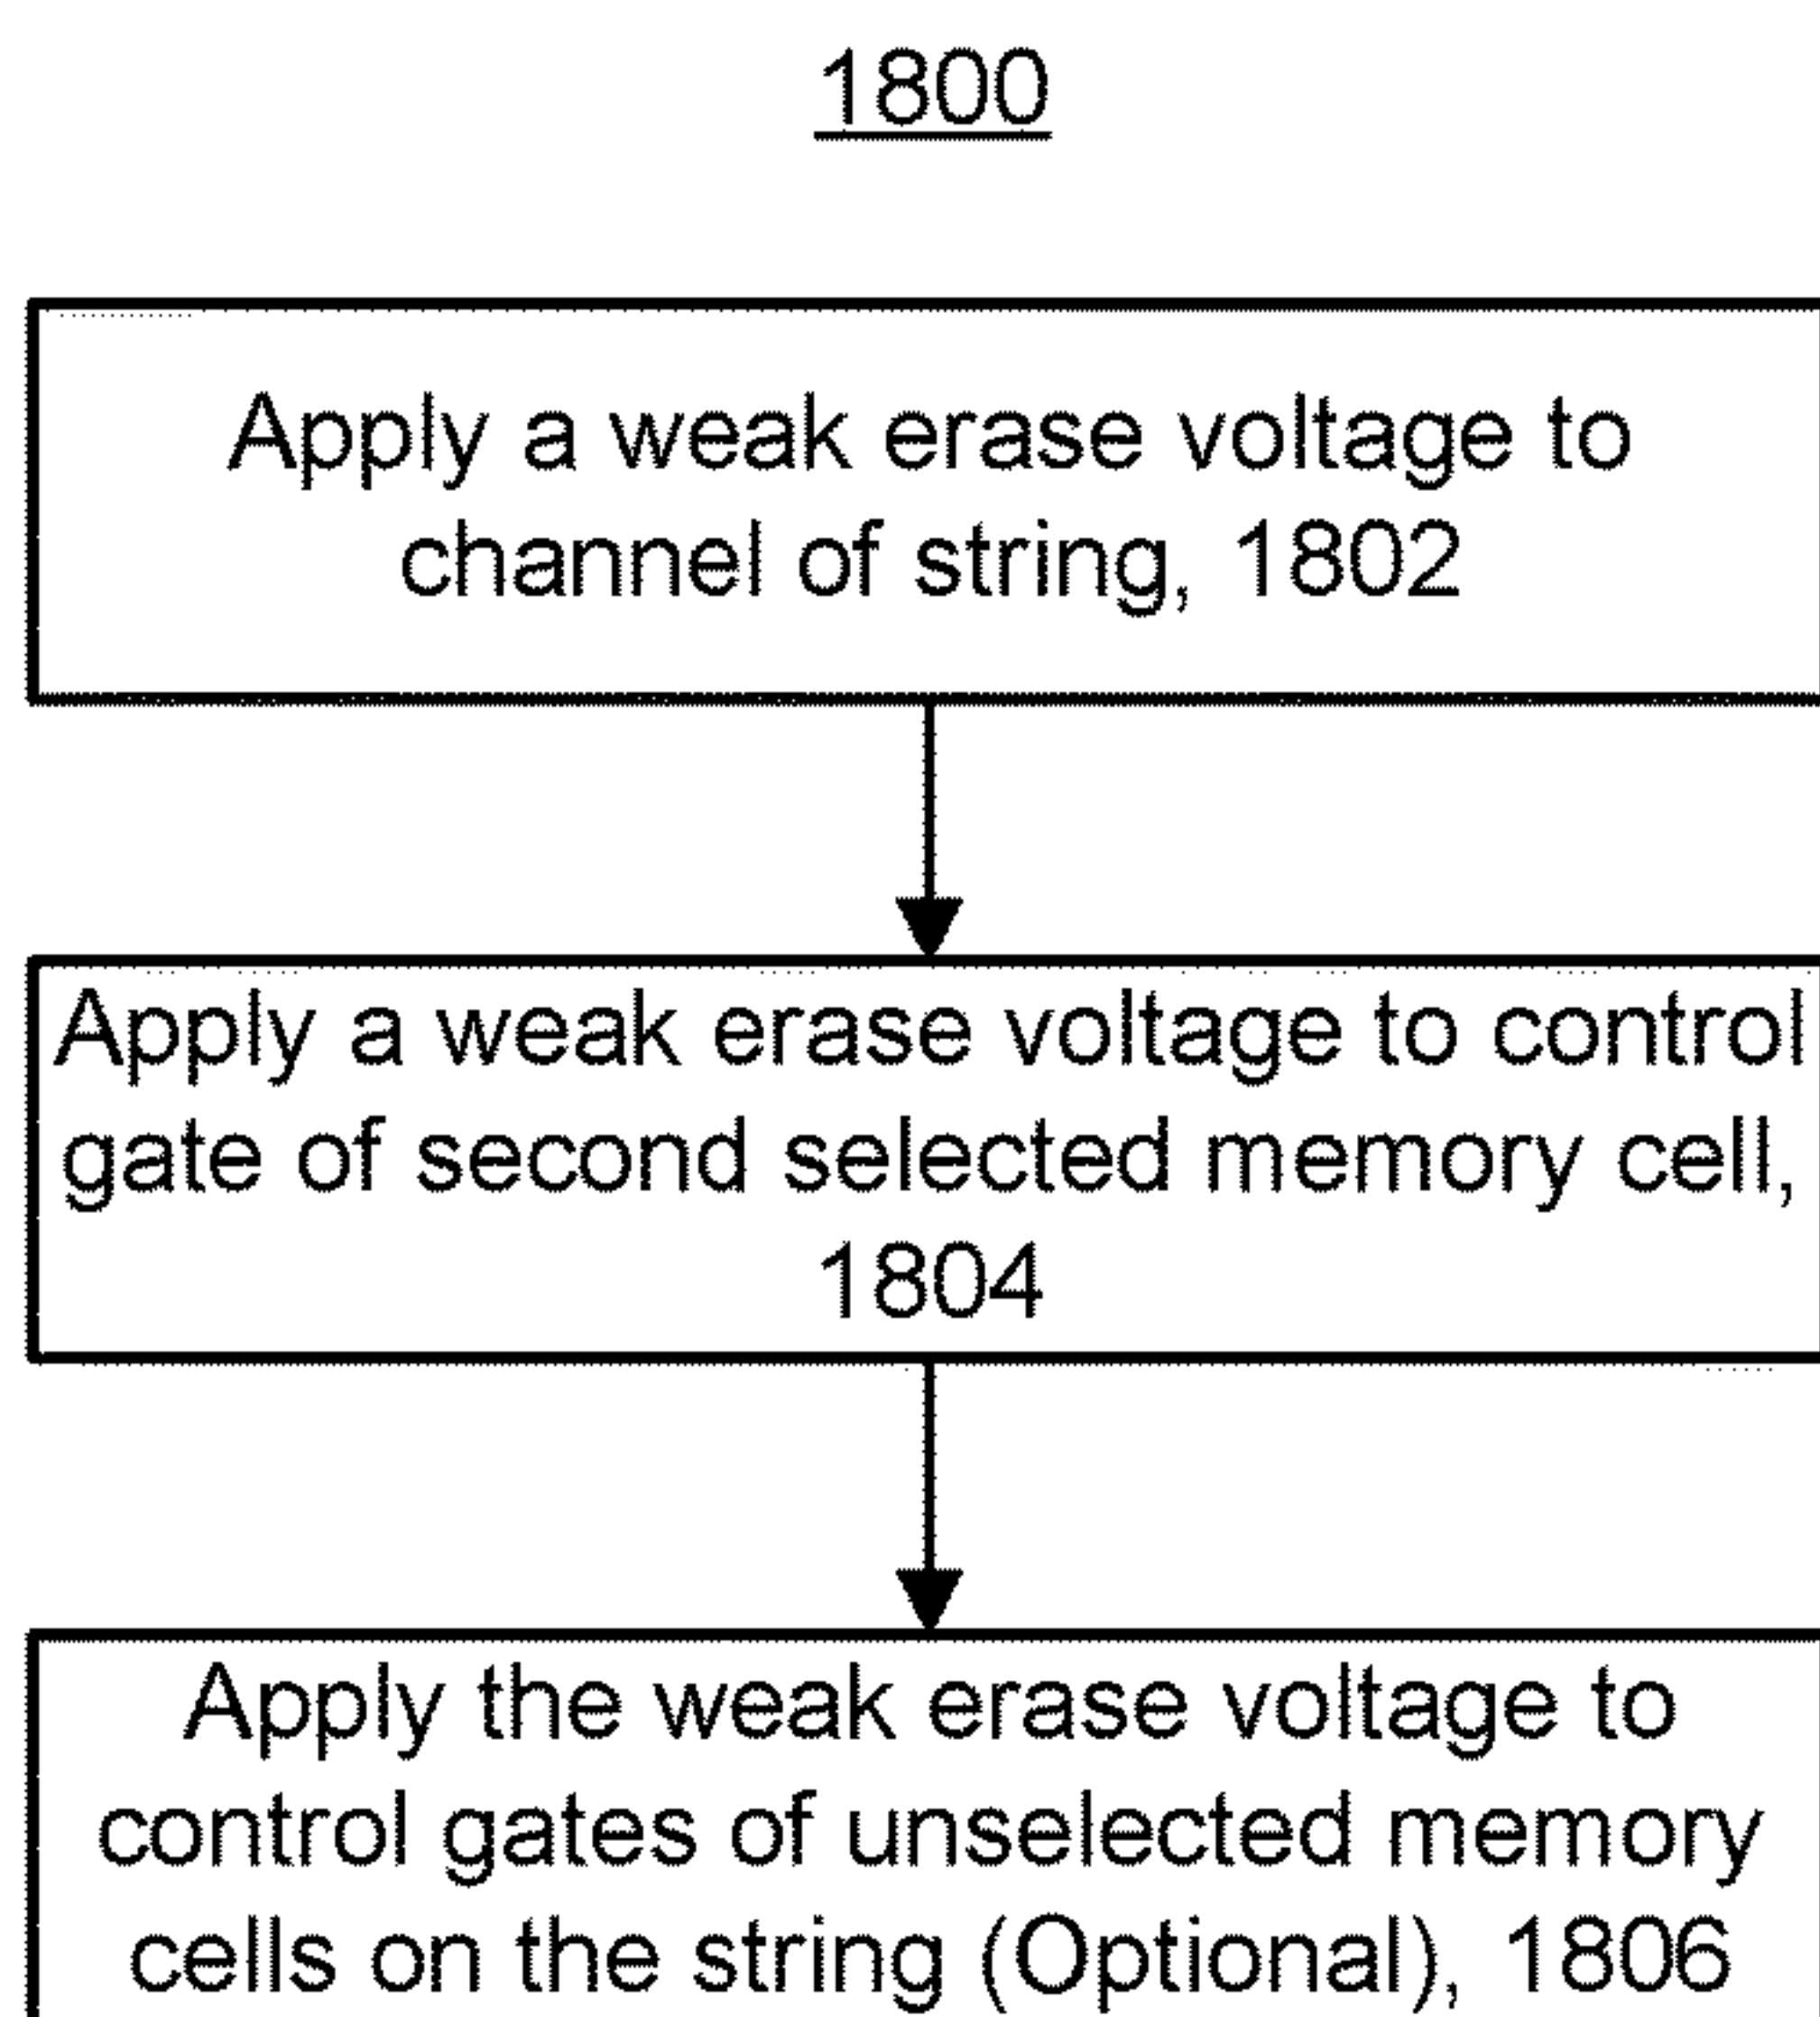 1800
Apply a weak erase voltage to
channel of string, 1802
Apply a weak erase voltage to control
gate of second selected memory cell,
1804
Apply the weak erase voltage to
control gates of unselected memory
cells on the string (Optional), 1806